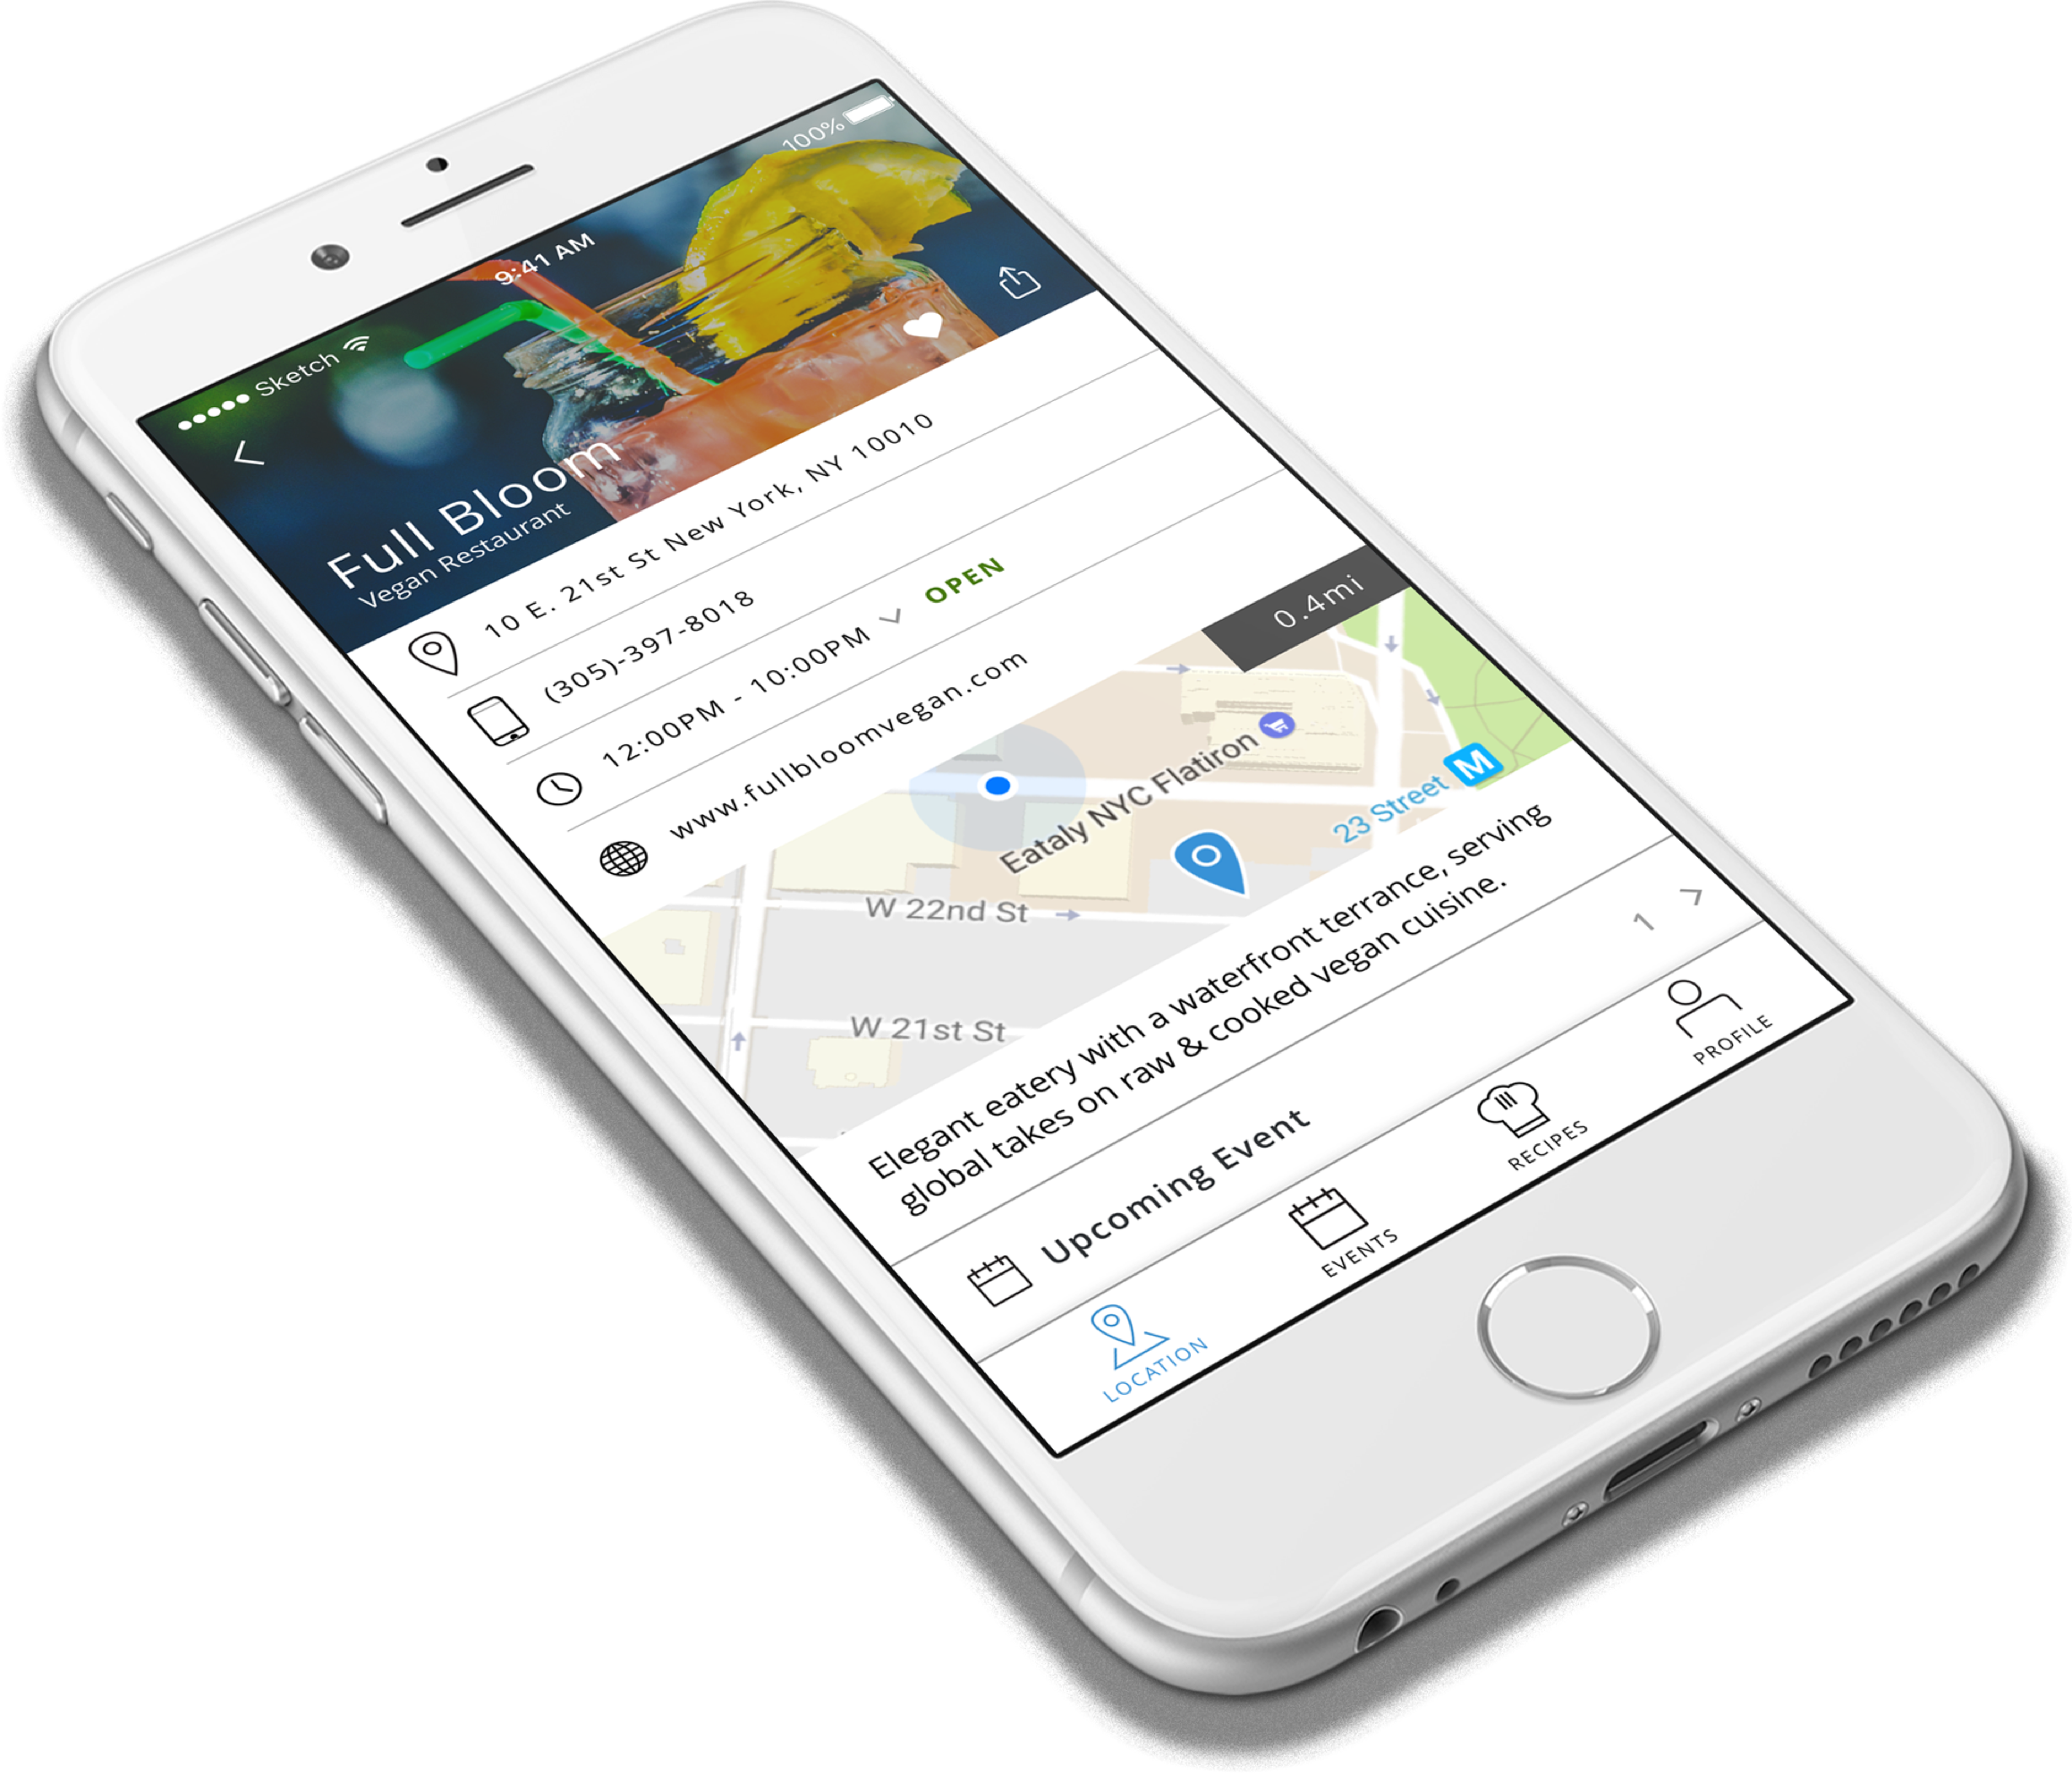 Sketch 9:41 AM 100%
Full Bloom
Vegan Restaurant
10 E. 21st St New York, NY 10010
(305)-397-8018
12:00PM - 10:00PM OPEN
www.fullbloomvegan.com
0.4mi
Eataly NYC Flatiron
23 Street M
W 22nd St
W 21st St
Elegant eatery with a waterfront terrance, serving
global takes on raw & cooked vegan cuisine.
Upcoming Event 1
LOCATION EVENTS RECIPES PROFILE